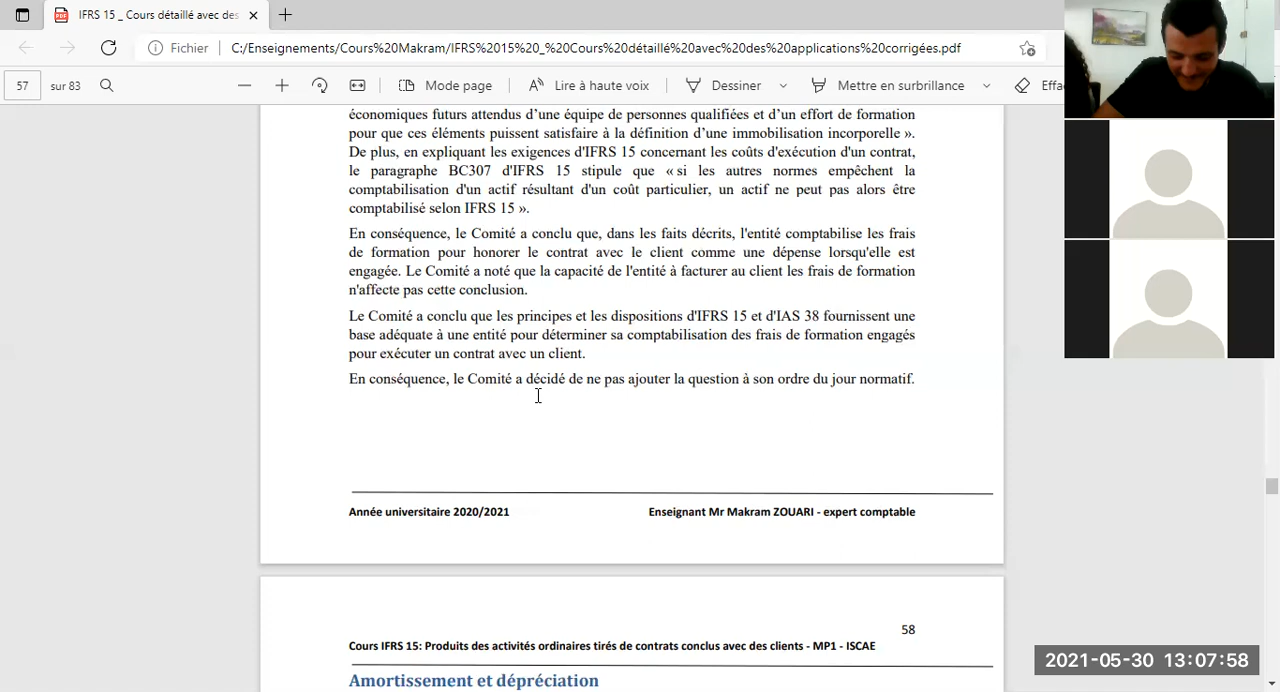 IFRS 15 _ Cours détaillé avec des
Fichier C:/Enseignements/Cours%20Makram/IFRS%2015%20_%20Cours%20détaillé%20avec%20des%20applications%20corrigées.pdf
57 sur 83 Mode page Lire à haute voix Dessiner Mettre en surbrillance Effa
économiques futurs attendus d’une équipe de personnes qualifiées et d’un effort de formation
pour que ces éléments puissent satisfaire à la définition d’une immobilisation incorporelle ».
De plus, en expliquant les exigences d'IFRS 15 concernant les coûts d'exécution d'un contrat,
le paragraphe BC307 d'IFRS 15 stipule que « si les autres normes empêchent la
comptabilisation d'un actif résultant d'un coût particulier, un actif ne peut pas alors être
comptabilisé selon IFRS 15 ».
En conséquence, le Comité a conclu que, dans les faits décrits, l'entité comptabilise les frais
de formation pour honorer le contrat avec le client comme une dépense lorsqu'elle est
engagée. Le Comité a noté que la capacité de l'entité à facturer au client les frais de formation
n'affecte pas cette conclusion.
Le Comité a conclu que les principes et les dispositions d'IFRS 15 et d'IAS 38 fournissent une
base adéquate à une entité pour déterminer sa comptabilisation des frais de formation engagés
pour exécuter un contrat avec un client.
En conséquence, le Comité a décidé de ne pas ajouter la question à son ordre du jour normatif.
Année universitaire 2020/2021 Enseignant Mr Makram ZOUARI - expert comptable
58
Cours IFRS 15: Produits des activités ordinaires tirés de contrats conclus avec des clients - MP1 - ISCAE
Amortissement et dépréciation
2021-05-30 13:07:58